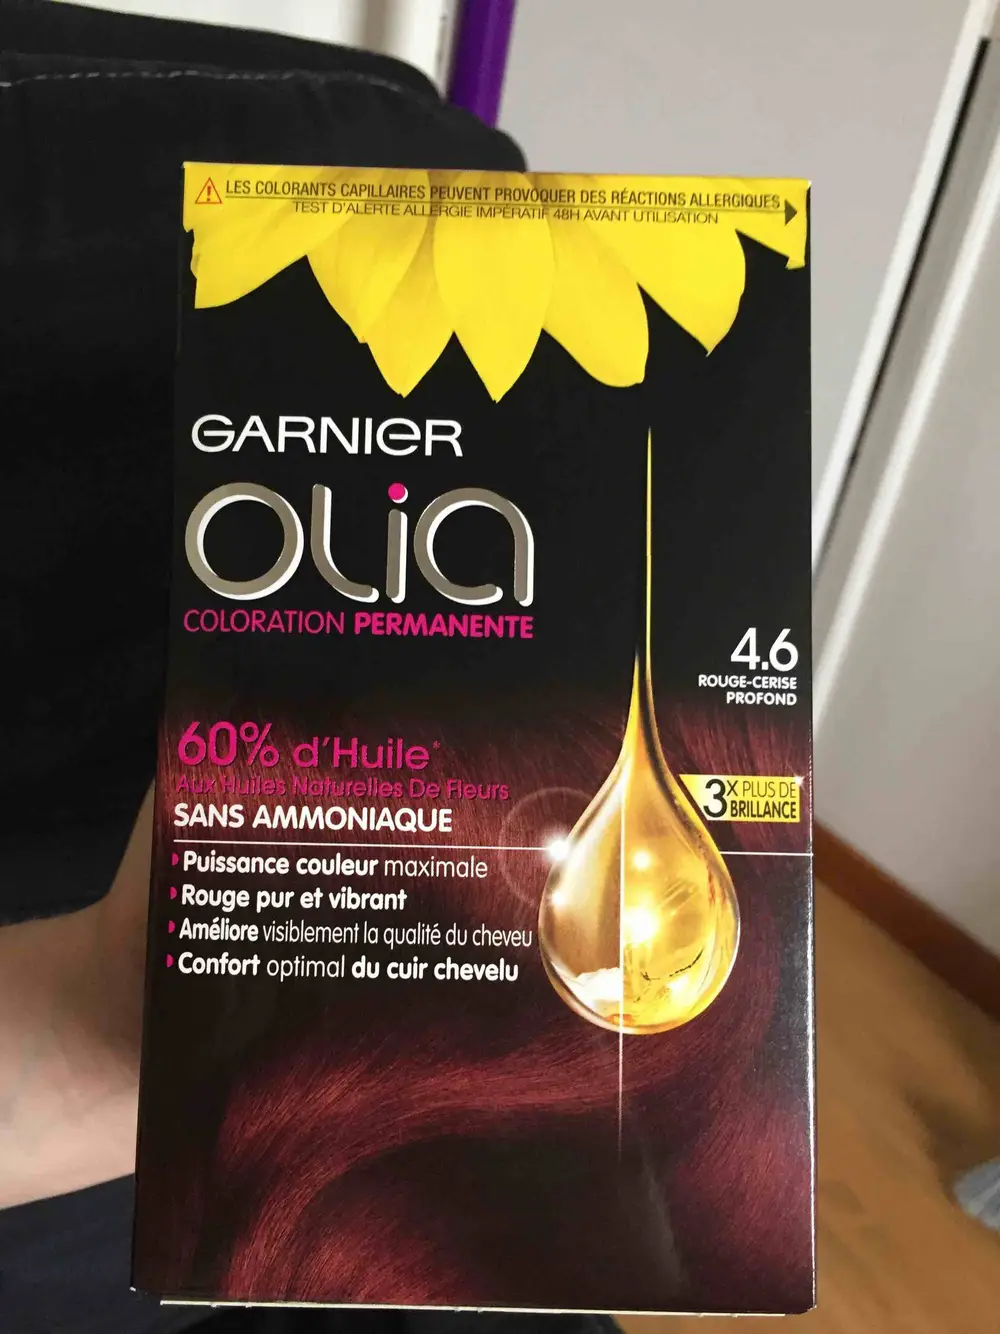 LES COLORANTS CAPILLAIRES PEUVENT PROVOQUER DES RÉACTIONS ALLERGIQUES
TEST D'ALERTE ALLERGIE IMPÉRATIF 48H AVANT UTILISATION
GARNIER
OLIA
COLORATION PERMANENTE
4.6
ROUGE-CERISE
PROFOND
60% d'Huile*
Aux Huiles Naturelles De Fleurs
SANS AMMONIAQUE
3X PLUS DE
BRILLANCE
Puissance couleur maximale
Rouge pur et vibrant
Améliore visiblement la qualité du cheveu
Confort optimal du cuir chevelu